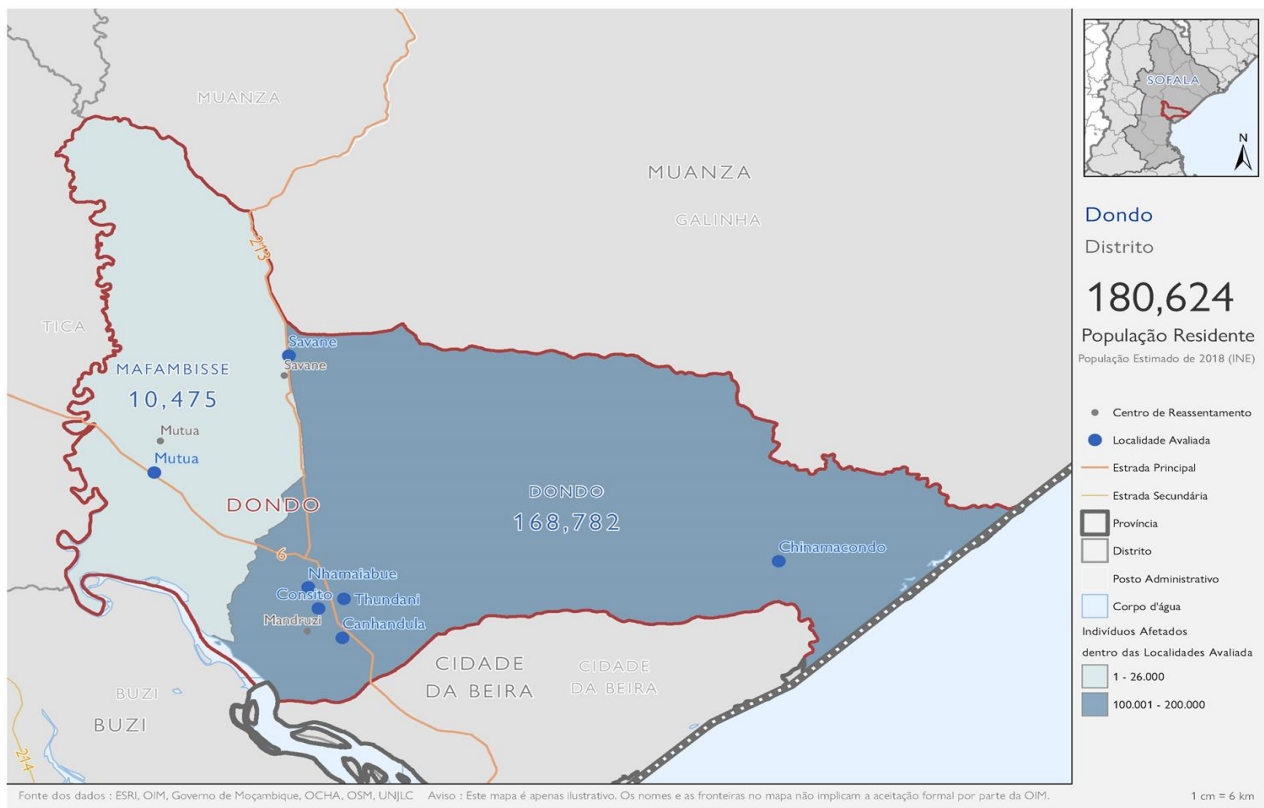 MUANZA
MUANZA
GALINHA
213
TICA
Savane
Savane
MAFAMBISSE
10,475
Mutua
Mutua
DONDO
DONDO
168,782
6
Chinamacondo
Nhamaiabue
Consito
Thundani
Mandruzi
Canhandula
CIDADE
DA BEIRA
CIDADE
DA BEIRA
BUZI
BUZI
244
SOFALA
N
Dondo
Distrito
180,624
População Residente
População Estimado de 2018 (INE)
Centro de Reassentamento
Localidade Avaliada
Estrada Principal
Estrada Secundária
Província
Distrito
Posto Administrativo
Corpo d'água
Indivíduos Afetados
dentro das Localidades Avaliada
1 - 26.000
100.001 - 200.000
Fonte dos dados : ESRI, OIM, Governo de Moçambique, OCHA, OSM, UNJLC Aviso : Este mapa é apenas ilustrativo. Os nomes e as fronteiras no mapa não implicam a aceitação formal por parte da OIM.
1 cm = 6 km